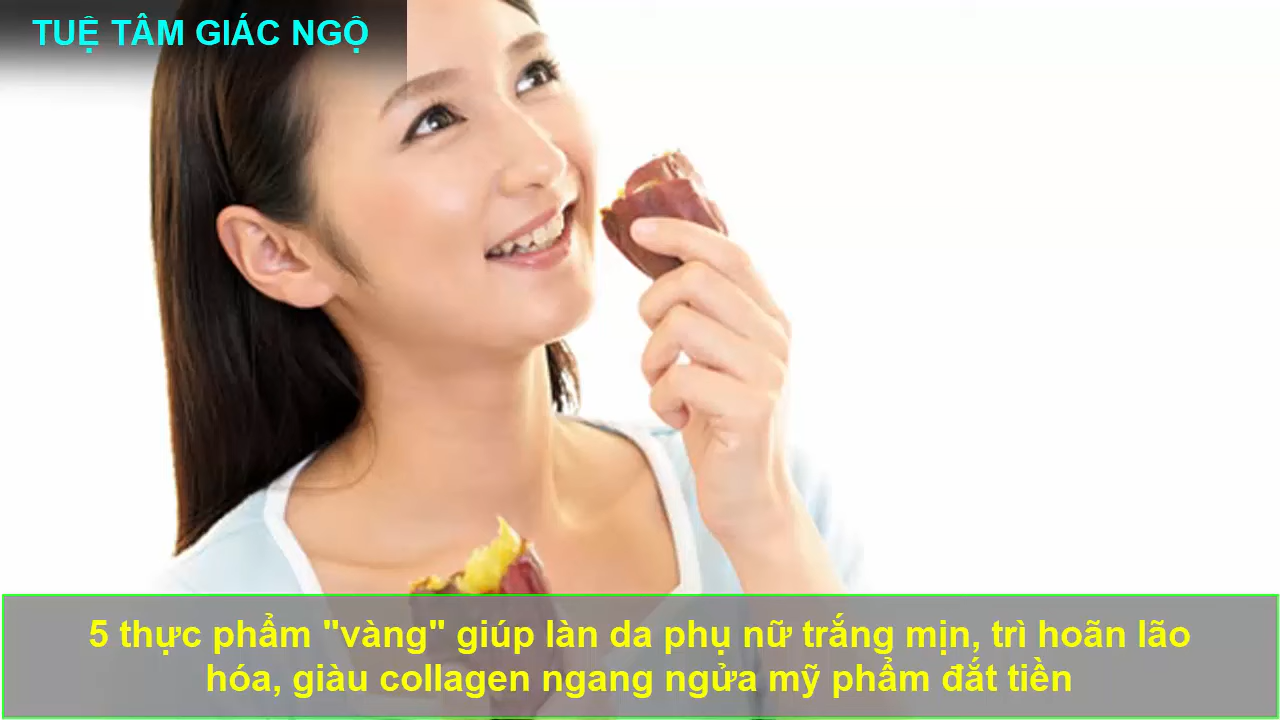 TUỆ TÂM GIÁC NGỘ
5 thực phẩm "vàng" giúp làn da phụ nữ trắng mịn, trì hoãn lão
hóa, giàu collagen ngang ngửa mỹ phẩm đắt tiền